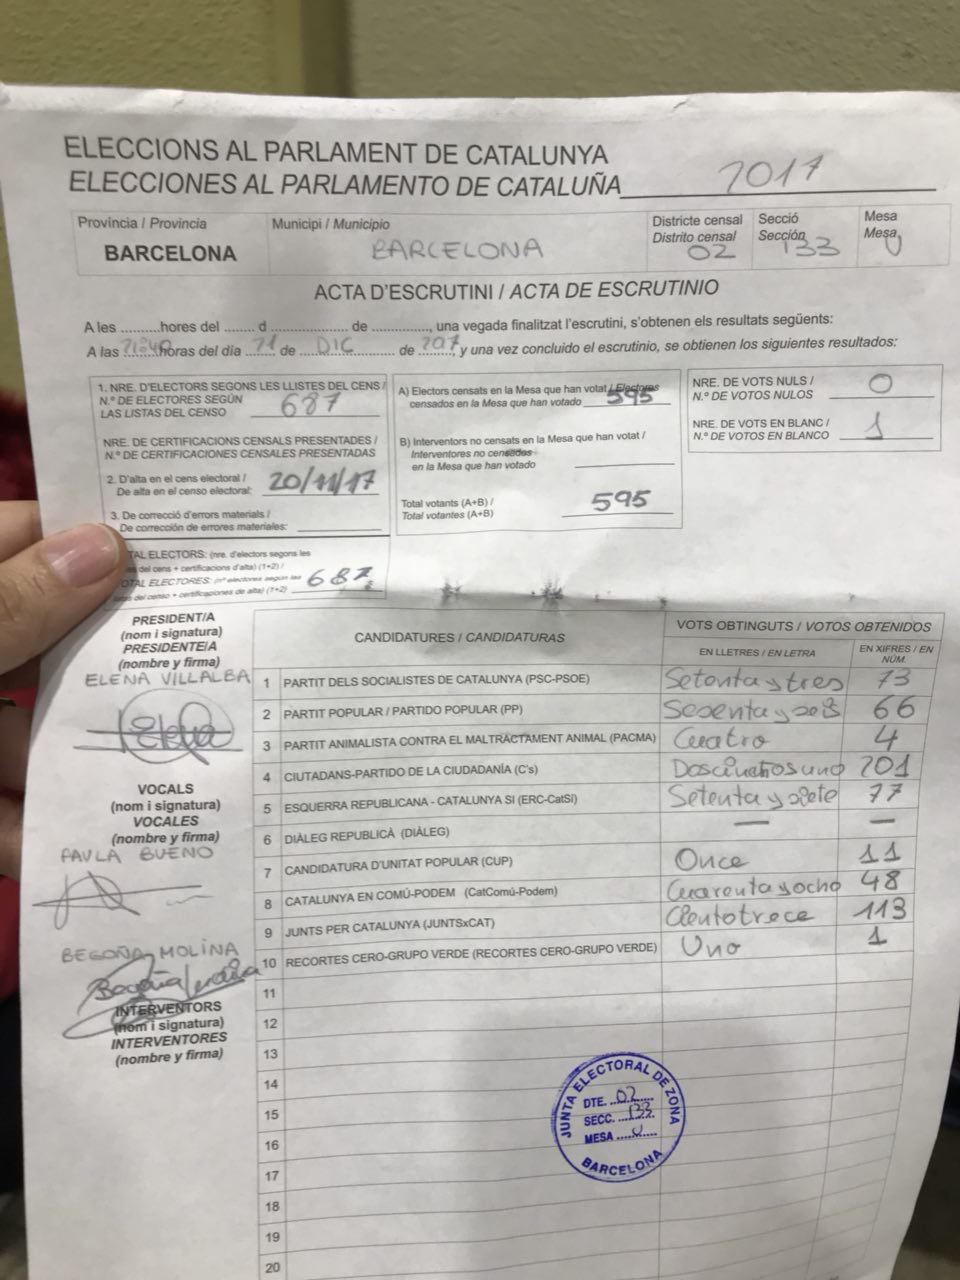 ELECCIONS AL PARLAMENT DE CATALUNYA
ELECCIONES AL PARLAMENTO DE CATALUÑA 2017
Província / Provincia
BARCELONA
Municipi / Municipio
BARCELONA
Districte censal
Distrito censal
02
Secció
Sección
133
Mesa
Mesa
U
ACTA D'ESCRUTINI / ACTA DE ESCRUTINIO
A les ..........hores del ........ d .................... de ..............., una vegada finalitzat l'escrutini, s'obtenen els resultats següents:
A las 21:40 horas del día 21 de DIC de 2017 y una vez concluido el escrutinio, se obtienen los siguientes resultados:
1. NRE. D'ELECTORS SEGONS LES LLISTES DEL CENS /
N.º DE ELECTORES SEGÚN
LAS LISTAS DEL CENSO 687
NRE. DE CERTIFICACIONS CENSALS PRESENTADES /
N.º DE CERTIFICACIONES CENSALES PRESENTADAS
2. D'alta en el cens electoral /
De alta en el censo electoral: 20/11/17
3. De correcció d'errors materials /
De corrección de errores materiales:
TAL ELECTORS: (nre. d'electors segons les
es del cens + certificacions d'alta) (1+2) /
OTAL ELECTORES: (nº electores según las
stas del censo + certificaciones de alta) (1+2) 687
A) Electors censats en la Mesa que han votat / Electores
censados en la Mesa que han votado 595
B) Interventors no censats en la Mesa que han votat /
Interventores no censados
en la Mesa que han votado
Total votants (A+B) /
Total votantes (A+B) 595
NRE. DE VOTS NULS /
N.º DE VOTOS NULOS 0
NRE. DE VOTS EN BLANC /
N.º DE VOTOS EN BLANCO 1
PRESIDENT/A
(nom i signatura)
PRESIDENTE/A
(nombre y firma)
ELENA VILLALBA
VOCALS
(nom i signatura)
VOCALES
(nombre y firma)
PAULA BUENO
BEGOÑA MOLINA
INTERVENTORS
(nom i signatura)
INTERVENTORES
(nombre y firma)
CANDIDATURES / CANDIDATURAS
VOTS OBTINGUTS / VOTOS OBTENIDOS
EN LLETRES / EN LETRA
EN XIFRES / EN NÚM.
1 PARTIT DELS SOCIALISTES DE CATALUNYA (PSC-PSOE) Setenta y tres 73
2 PARTIT POPULAR / PARTIDO POPULAR (PP) Sesenta y seis 66
3 PARTIT ANIMALISTA CONTRA EL MALTRACTAMENT ANIMAL (PACMA) Cuatro 4
4 CIUTADANS-PARTIDO DE LA CIUDADANÍA (C's) 201
5 ESQUERRA REPUBLICANA - CATALUNYA SI (ERC-CatSí) Setenta y siete 77
6 DIÀLEG REPUBLICÀ (DIÀLEG) — —
7 CANDIDATURA D'UNITAT POPULAR (CUP) Once 11
8 CATALUNYA EN COMÚ-PODEM (CatComú-Podem) Cuarenta y ocho 48
9 JUNTS PER CATALUNYA (JUNTSxCAT) Ciento trece 113
10 RECORTES CERO-GRUPO VERDE (RECORTES CERO-GRUPO VERDE) Uno 1
11
12
13
14
15
16
17
18
19
20
JUNTA ELECTORAL DE ZONA
DTE. 02
SECC. 133
MESA U
BARCELONA